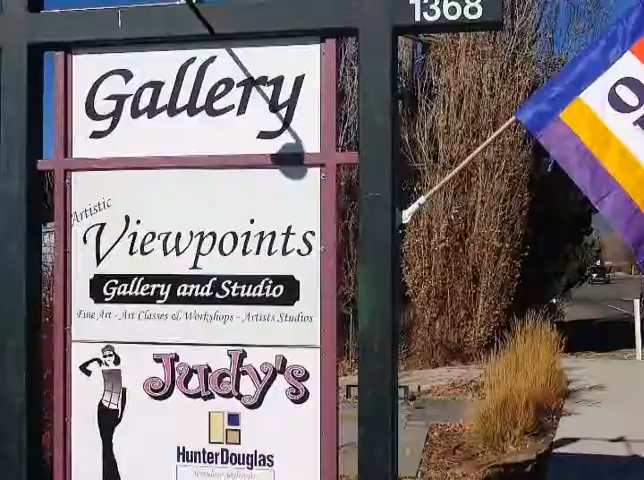 1368
Gallery
Artistic
Viewpoints
Gallery and Studio
Fine Art - Art Classes & Workshops - Artists Studios
Judy's
HunterDouglas